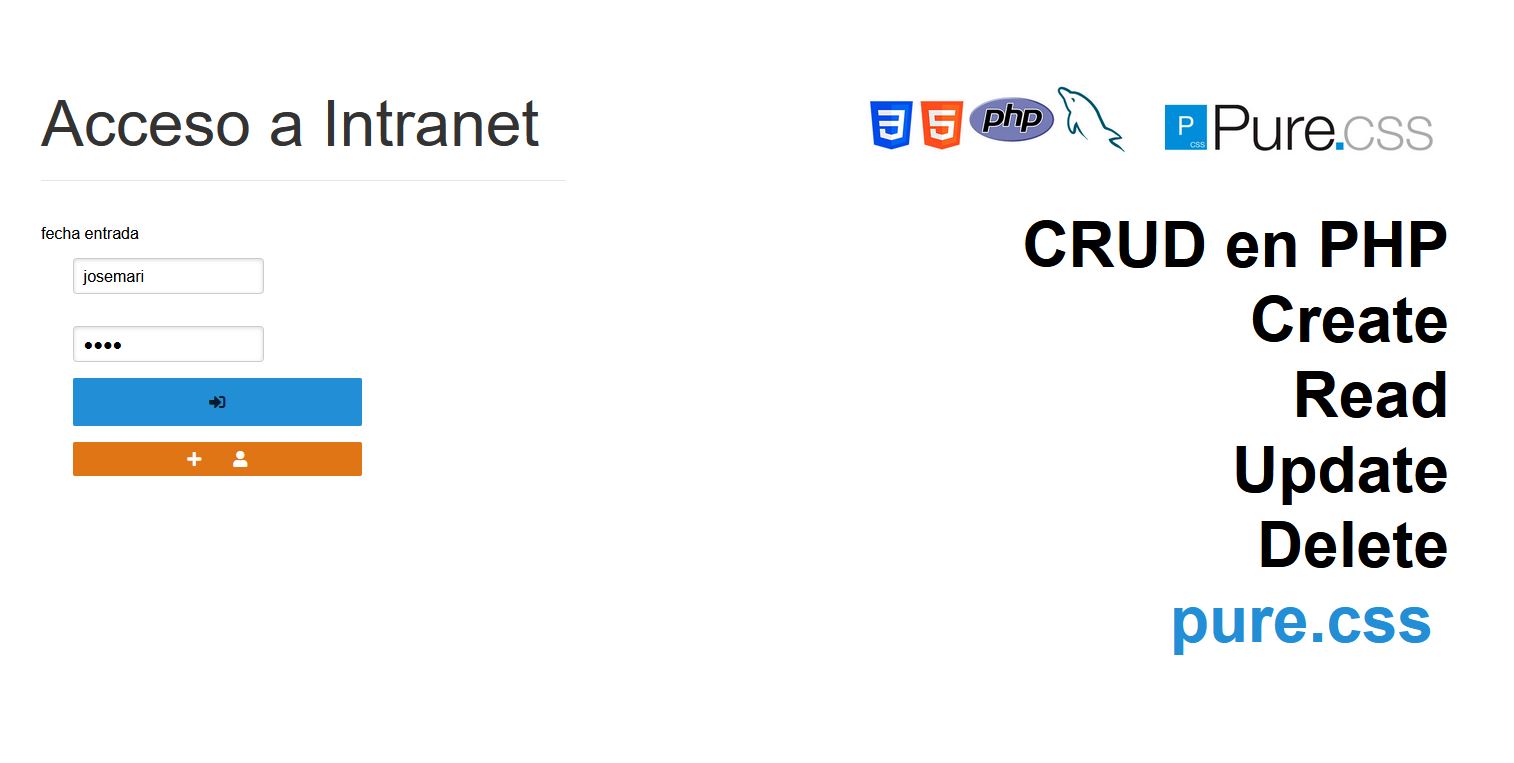 Acceso a Intranet
fecha entrada
josemari
••••
3 5 php P css Pure.css
CRUD en PHP
Create
Read
Update
Delete
pure.css